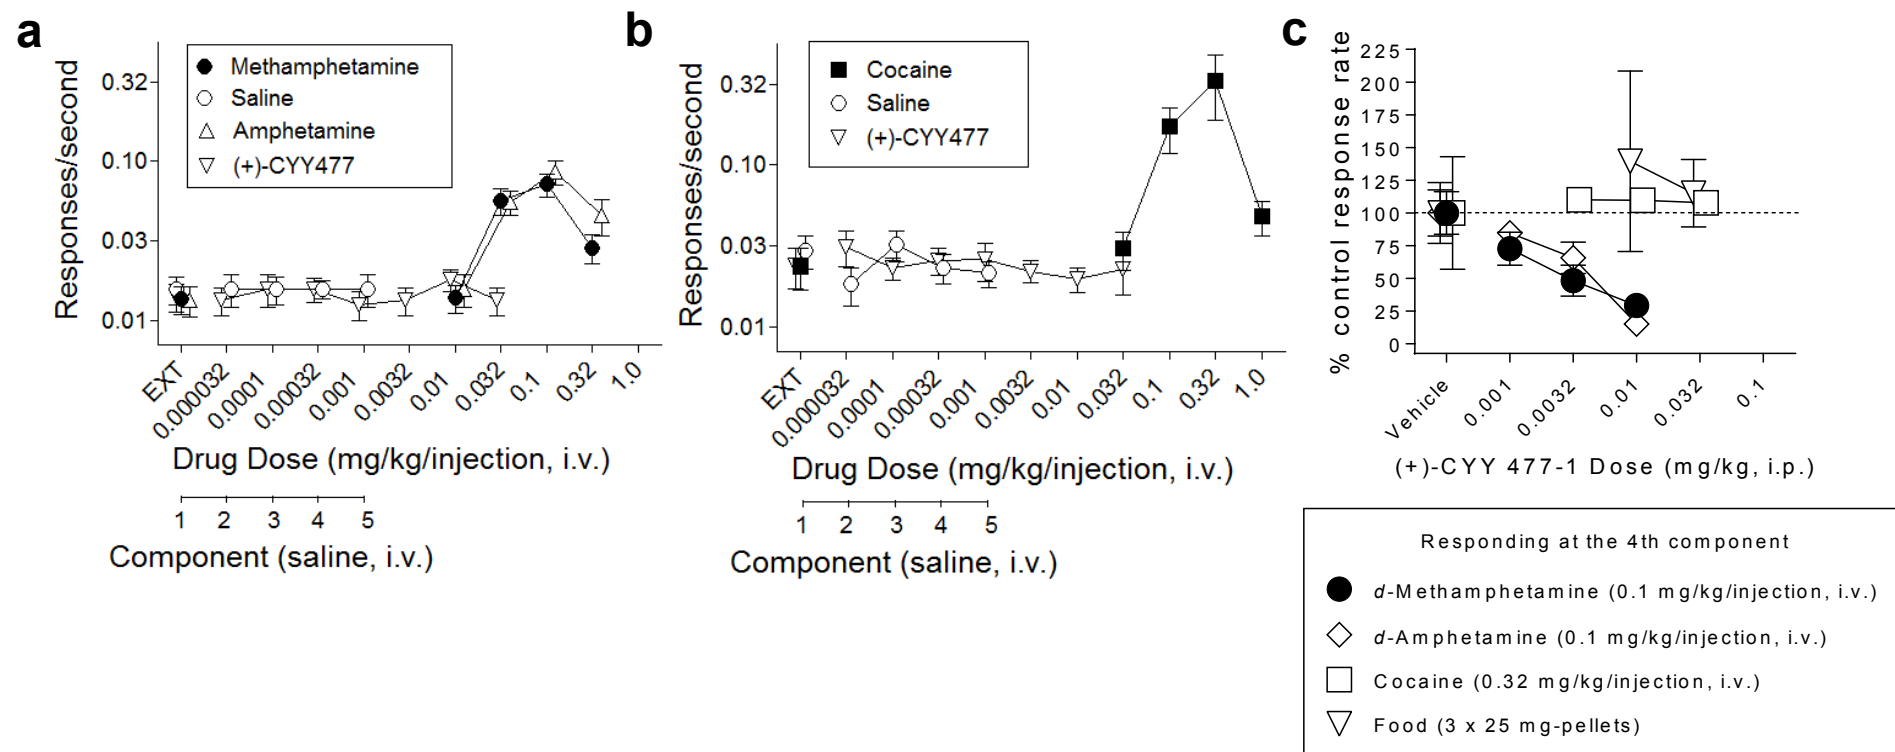 a
Responses/second
0.32
0.10
0.03
0.01
Methamphetamine
Saline
Amphetamine
(+)-CYY477
EXT
0.000032
0.0001
0.00032
0.001
0.0032
0.01
0.032
0.1
0.32
1.0
Drug Dose (mg/kg/injection, i.v.)
1 2 3 4 5
Component (saline, i.v.)
b
Responses/second
0.32
0.10
0.03
0.01
Cocaine
Saline
(+)-CYY477
EXT
0.000032
0.0001
0.00032
0.001
0.0032
0.01
0.032
0.1
0.32
1.0
Drug Dose (mg/kg/injection, i.v.)
1 2 3 4 5
Component (saline, i.v.)
c
% control response rate
225
200
175
150
125
100
75
50
25
0
Vehicle
0.001
0.0032
0.01
0.032
0.1
(+)-CYY 477-1 Dose (mg/kg, i.p.)
Responding at the 4th component
d-Methamphetamine (0.1 mg/kg/injection, i.v.)
d-Amphetamine (0.1 mg/kg/injection, i.v.)
Cocaine (0.32 mg/kg/injection, i.v.)
Food (3 x 25 mg-pellets)